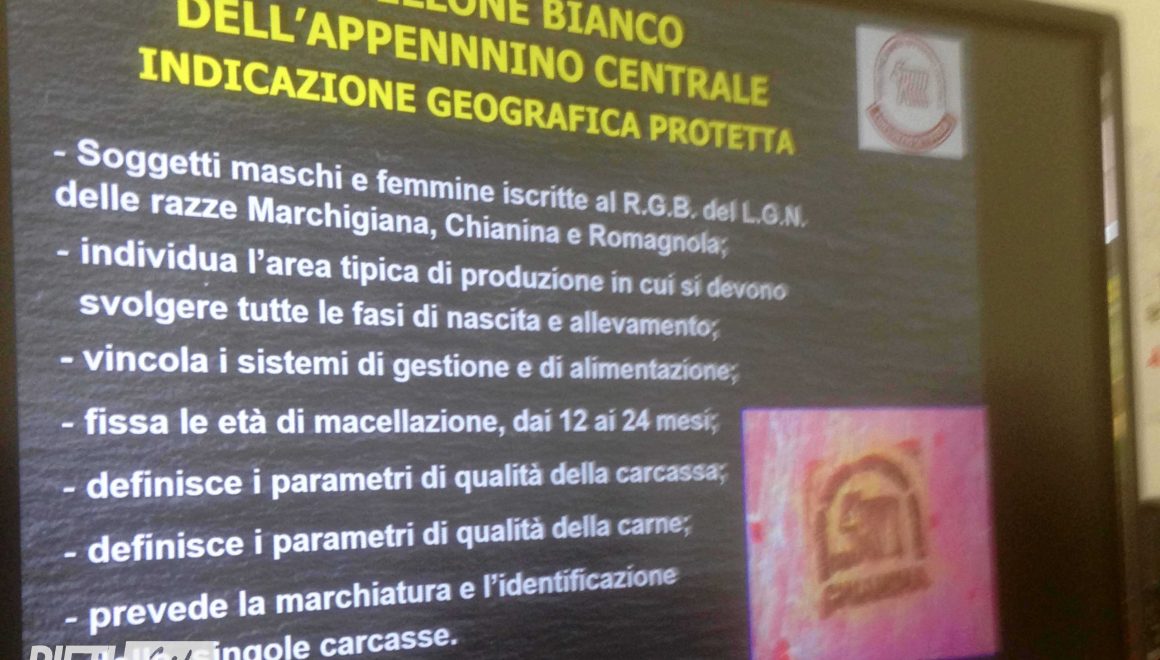 BIANCO
DELL'APPENNNINO CENTRALE
INDICAZIONE GEOGRAFICA PROTETTA
- Soggetti maschi e femmine iscritte al R.G.B. del L.G.N.
delle razze Marchigiana, Chianina e Romagnola;
- individua l'area tipica di produzione in cui si devono
svolgere tutte le fasi di nascita e allevamento;
- vincola i sistemi di gestione e di alimentazione;
- fissa le età di macellazione, dai 12 ai 24 mesi;
- definisce i parametri di qualità della carcassa;
- definisce i parametri di qualità della carne;
- prevede la marchiatura e l'identificazione
singole carcasse.